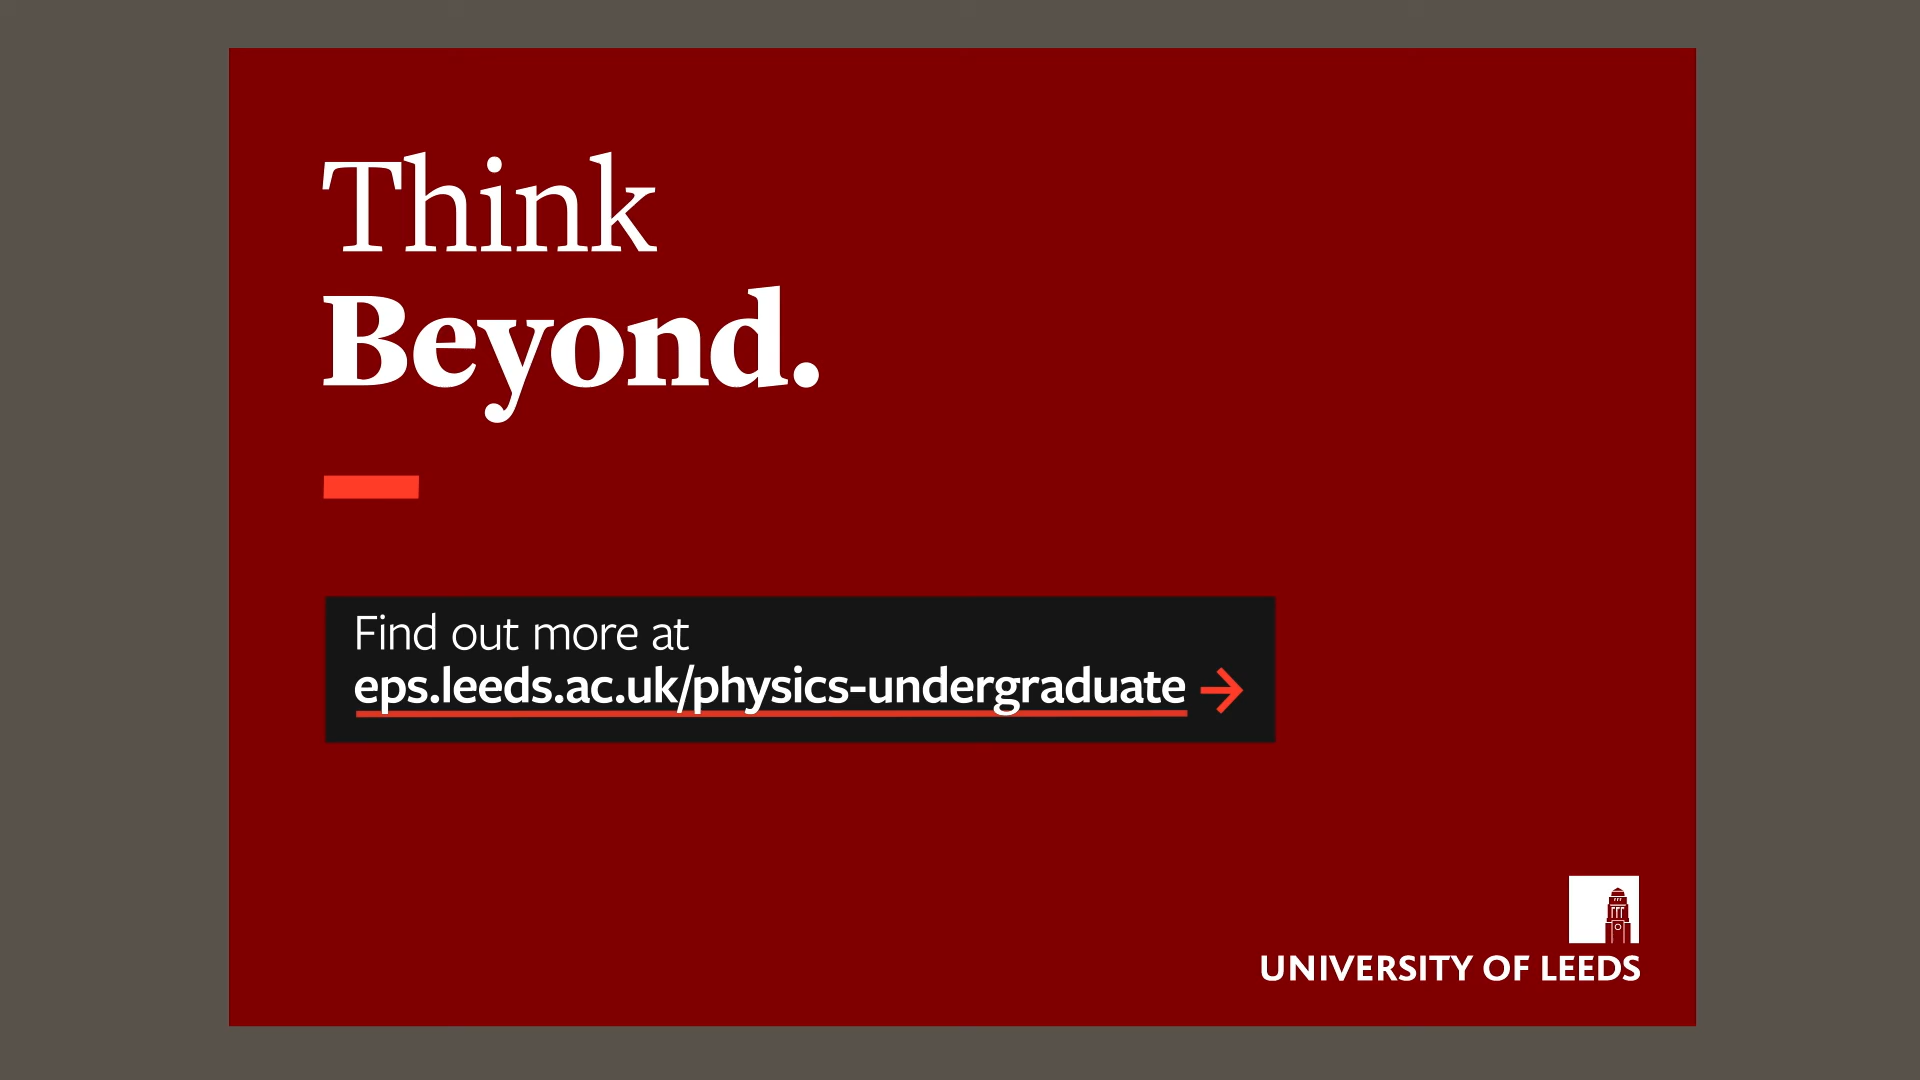 Think
Beyond.
Find out more at
eps.leeds.ac.uk/physics-undergraduate
UNIVERSITY OF LEEDS